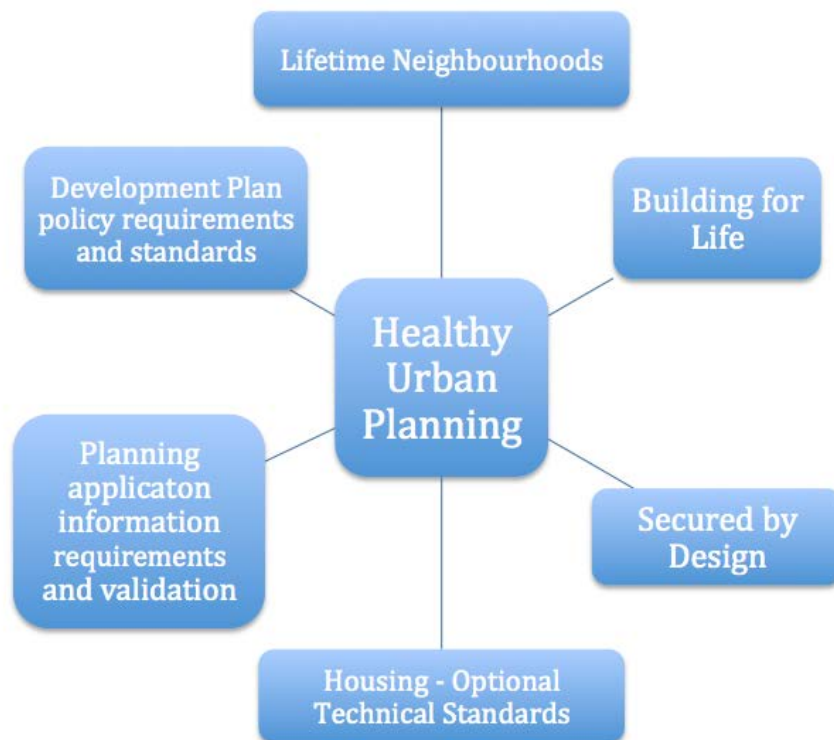 Lifetime Neighbourhoods
Development Plan
policy requirements
and standards
Building for
Life
Healthy
Urban
Planning
Planning
applicaton
information
requirements
and validation
Secured by
Design
Housing - Optional
Technical Standards